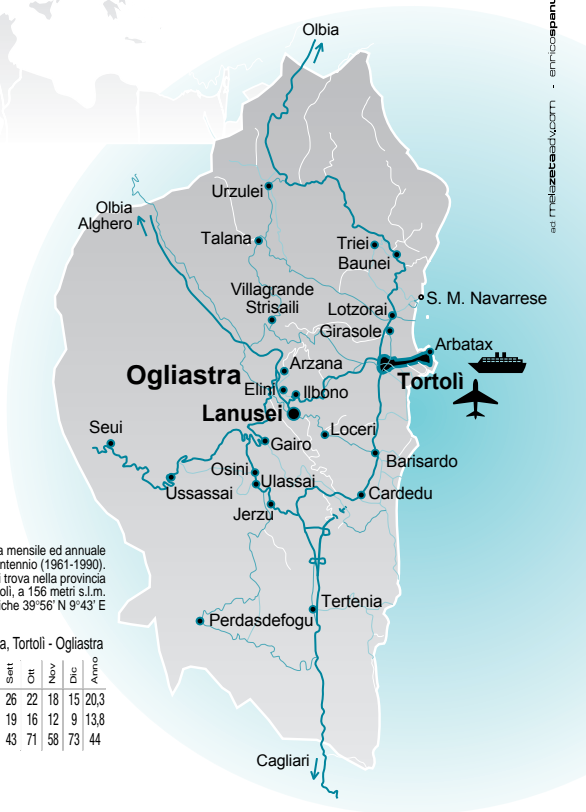 Olbia
ad melazetaadv.com - enricospanu
Urzulei
Olbia
Alghero
Talana
Triei
Baunei
Villagrande
Strisaili
S. M. Navarrese
Lotzorai
Girasole
Arbatax
Arzana
Ogliastra
Tortolì
Elini
Ilbono
Lanusei
Seui
Loceri
Gairo
Barisardo
Osini
Ulassai
Ussassai
Cardedu
Jerzu
a mensile ed annuale
ntennio (1961-1990).
i trova nella provincia
olì, a 156 metri s.l.m.
iche 39°56' N 9°43' E
Tertenia
Perdasdefogu
a, Tortolì - Ogliastra
Sett Ott Nov Dic Anno
26 22 18 15 20,3
19 16 12 9 13,8
43 71 58 73 44
Cagliari